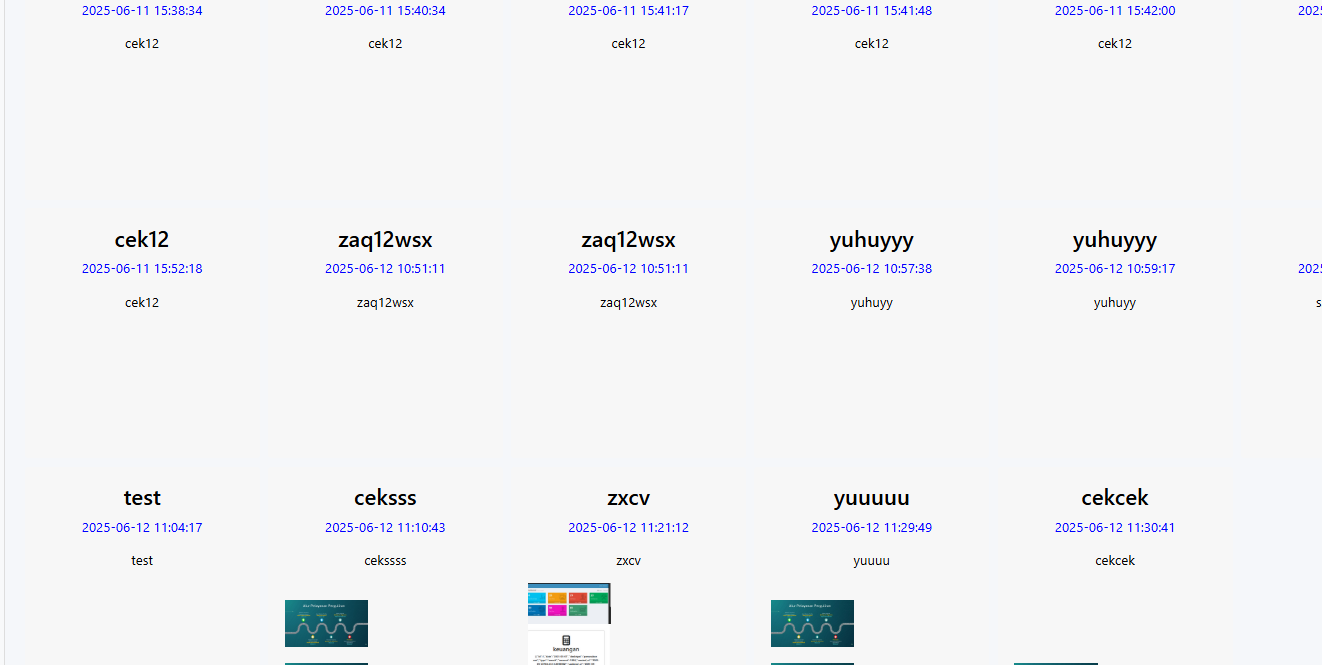 2025-06-11 15:38:34 2025-06-11 15:40:34 2025-06-11 15:41:17 2025-06-11 15:41:48 2025-06-11 15:42:00 202
cek12 cek12 cek12 cek12 cek12
cek12 zaq12wsx zaq12wsx yuhuyyy yuhuyyy
2025-06-11 15:52:18 2025-06-12 10:51:11 2025-06-12 10:51:11 2025-06-12 10:57:38 2025-06-12 10:59:17 202
cek12 zaq12wsx zaq12wsx yuhuyy yuhuyy s
test ceksss zxcv yuuuuu cekcek
2025-06-12 11:04:17 2025-06-12 11:10:43 2025-06-12 11:21:12 2025-06-12 11:29:49 2025-06-12 11:30:41
test cekssss zxcv yuuuu cekcek
keuangan